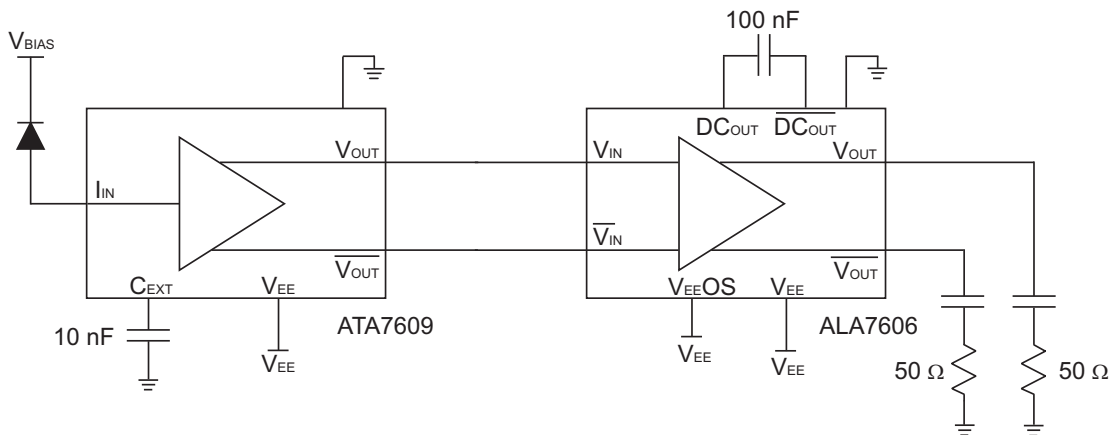 100 nF
VBIAS
DCOUT DCOUT
VOUT VIN VOUT
IIN
VIN
VOUT VOUT
CEXT VEE VEEOS VEE
10 nF ATA7609 ALA7606
VEE VEE VEE
50 Ω 50 Ω